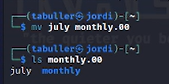 (tabuller㉿jordi)-[~]
$ mv july monthly.00
(tabuller㉿jordi)-[~]
$ ls monthly.00
july monthly